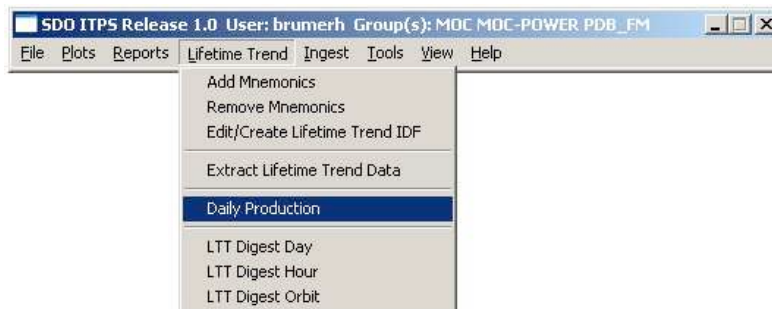 SDO ITPS Release 1.0 User: brumerh Group(s): MOC MOC-POWER PDB_FM
File Plots Reports Lifetime Trend Ingest Tools View Help
Add Mnemonics
Remove Mnemonics
Edit/Create Lifetime Trend IDF
Extract Lifetime Trend Data
Daily Production
LTT Digest Day
LTT Digest Hour
LTT Digest Orbit